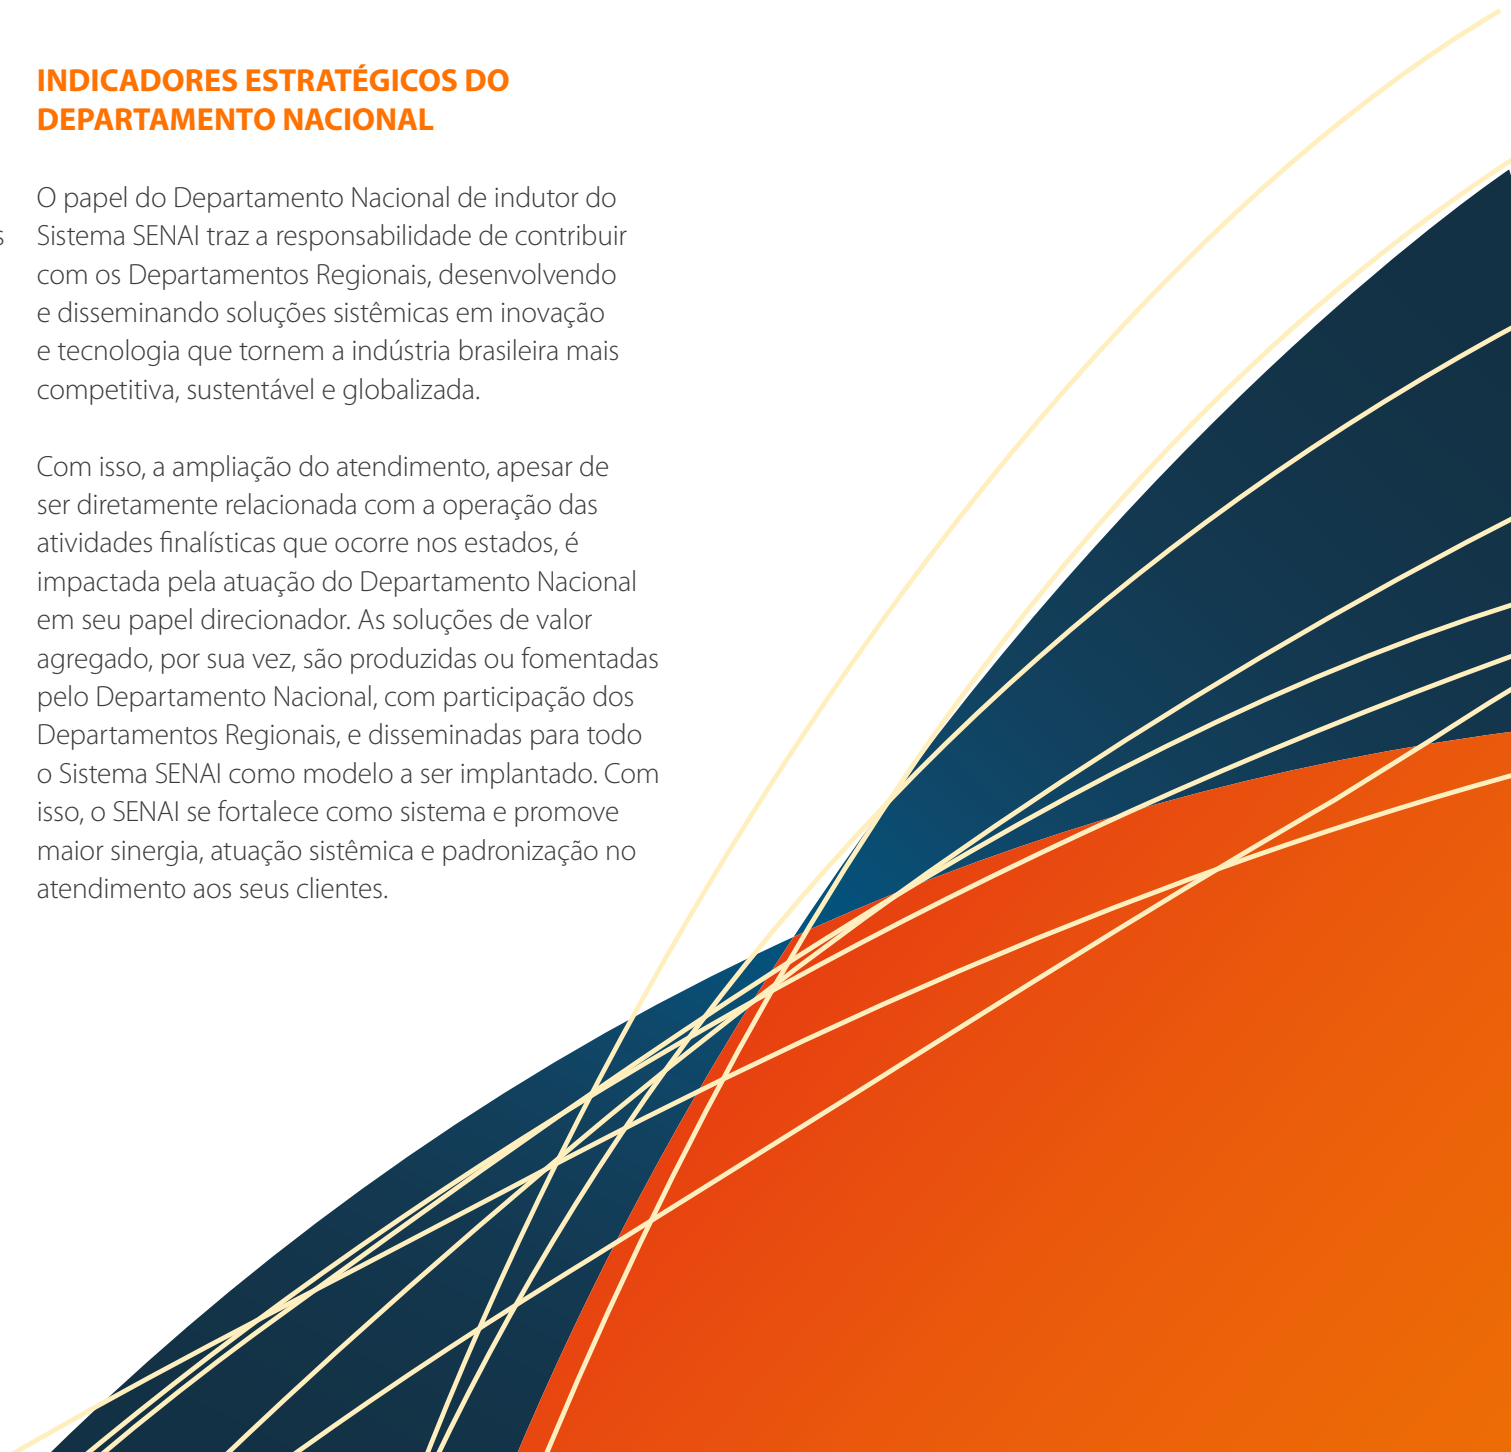 INDICADORES ESTRATÉGICOS DO
DEPARTAMENTO NACIONAL
O papel do Departamento Nacional de indutor do
Sistema SENAI traz a responsabilidade de contribuir
com os Departamentos Regionais, desenvolvendo
e disseminando soluções sistêmicas em inovação
e tecnologia que tornem a indústria brasileira mais
competitiva, sustentável e globalizada.
Com isso, a ampliação do atendimento, apesar de
ser diretamente relacionada com a operação das
atividades finalísticas que ocorre nos estados, é
impactada pela atuação do Departamento Nacional
em seu papel direcionador. As soluções de valor
agregado, por sua vez, são produzidas ou fomentadas
pelo Departamento Nacional, com participação dos
Departamentos Regionais, e disseminadas para todo
o Sistema SENAI como modelo a ser implantado. Com
isso, o SENAI se fortalece como sistema e promove
maior sinergia, atuação sistêmica e padronização no
atendimento aos seus clientes.